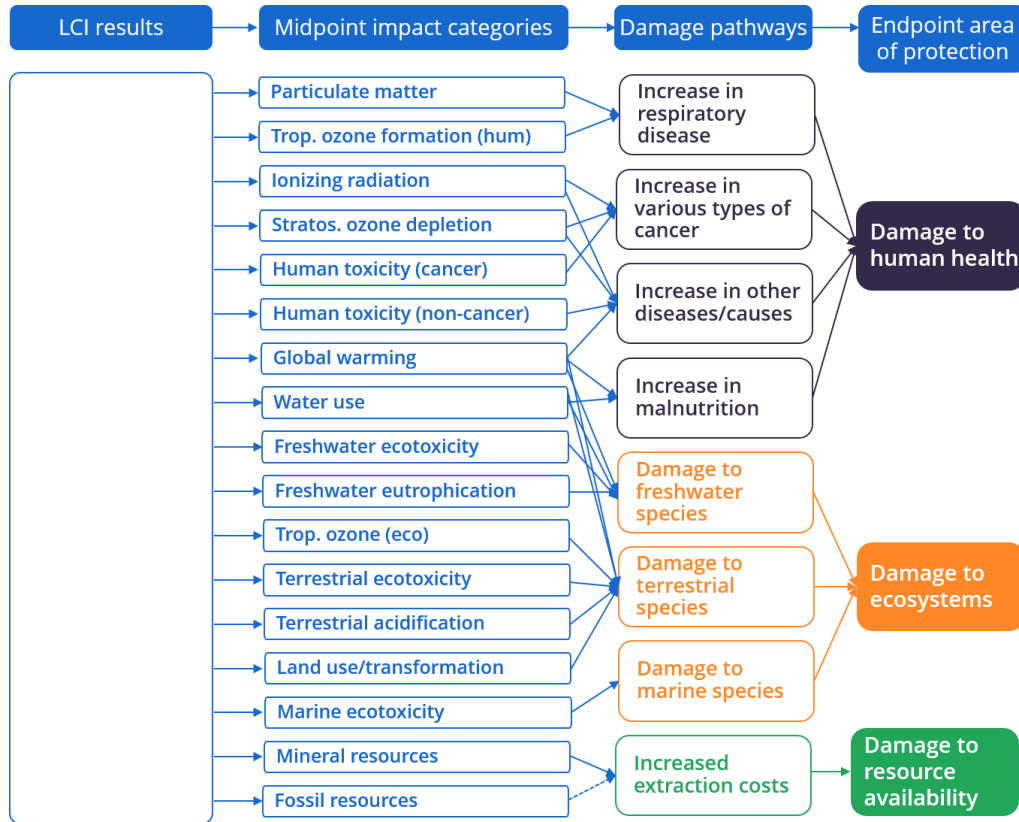 LCI results
Midpoint impact categories
Damage pathways
Endpoint area
of protection
Particulate matter
Trop. ozone formation (hum)
Ionizing radiation
Stratos. ozone depletion
Human toxicity (cancer)
Human toxicity (non-cancer)
Global warming
Water use
Freshwater ecotoxicity
Freshwater eutrophication
Trop. ozone (eco)
Terrestrial ecotoxicity
Terrestrial acidification
Land use/transformation
Marine ecotoxicity
Mineral resources
Fossil resources
Increase in
respiratory
disease
Increase in
various types of
cancer
Increase in other
diseases/causes
Increase in
malnutrition
Damage to
freshwater
species
Damage to
terrestrial
species
Damage to
marine species
Increased
extraction costs
Damage to
human health
Damage to
ecosystems
Damage to
resource
availability